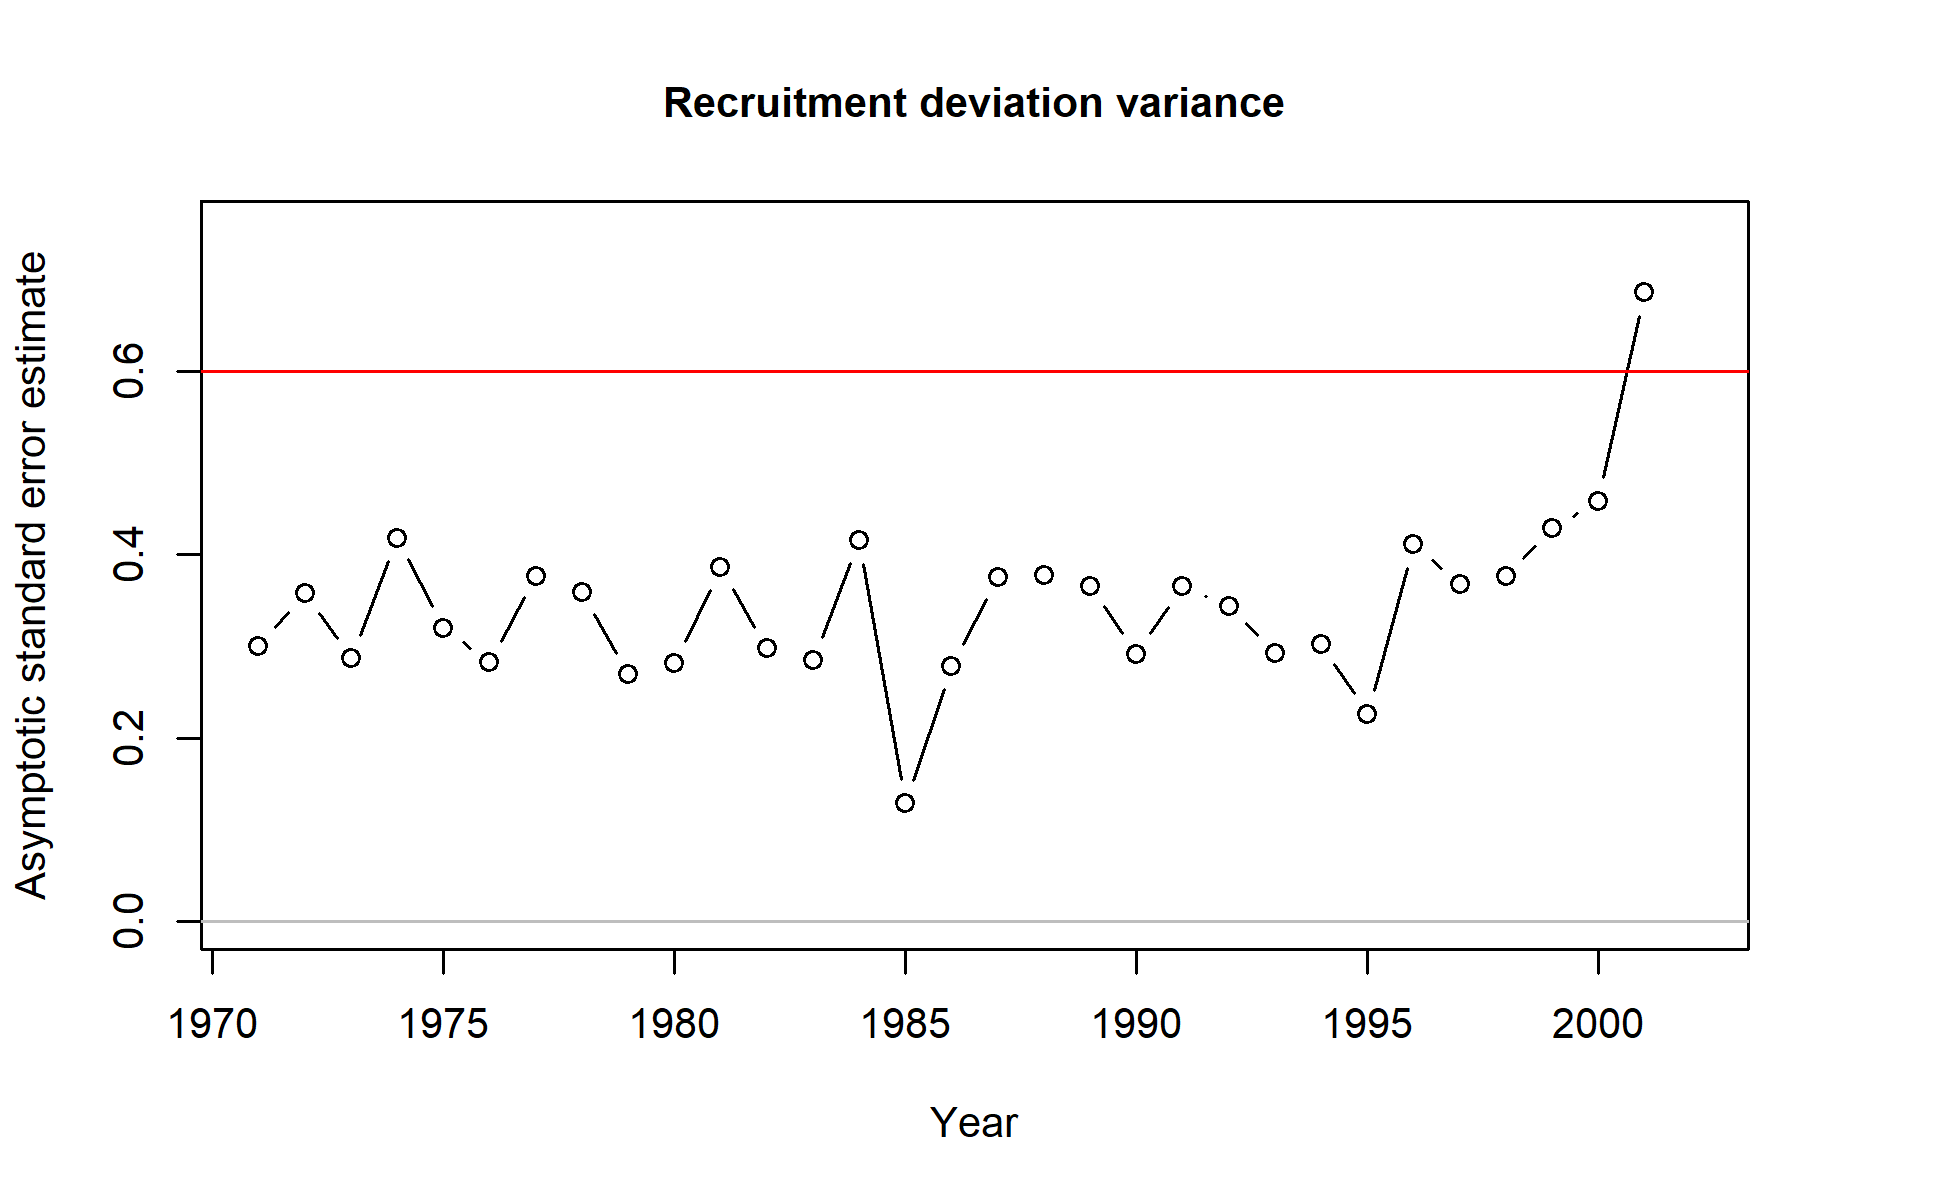 Recruitment deviation variance
Asymptotic standard error estimate
0.6
0.4
0.2
0.0
1970 1975 1980 1985 1990 1995 2000
Year